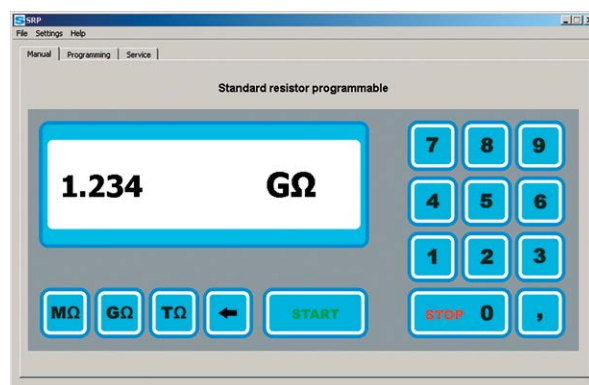 SRP
File Settings Help
Manual Programming Service
Standard resistor programmable
1.234 GΩ
7 8 9
4 5 6
1 2 3
MΩ GΩ TΩ ← START STOP 0 ,